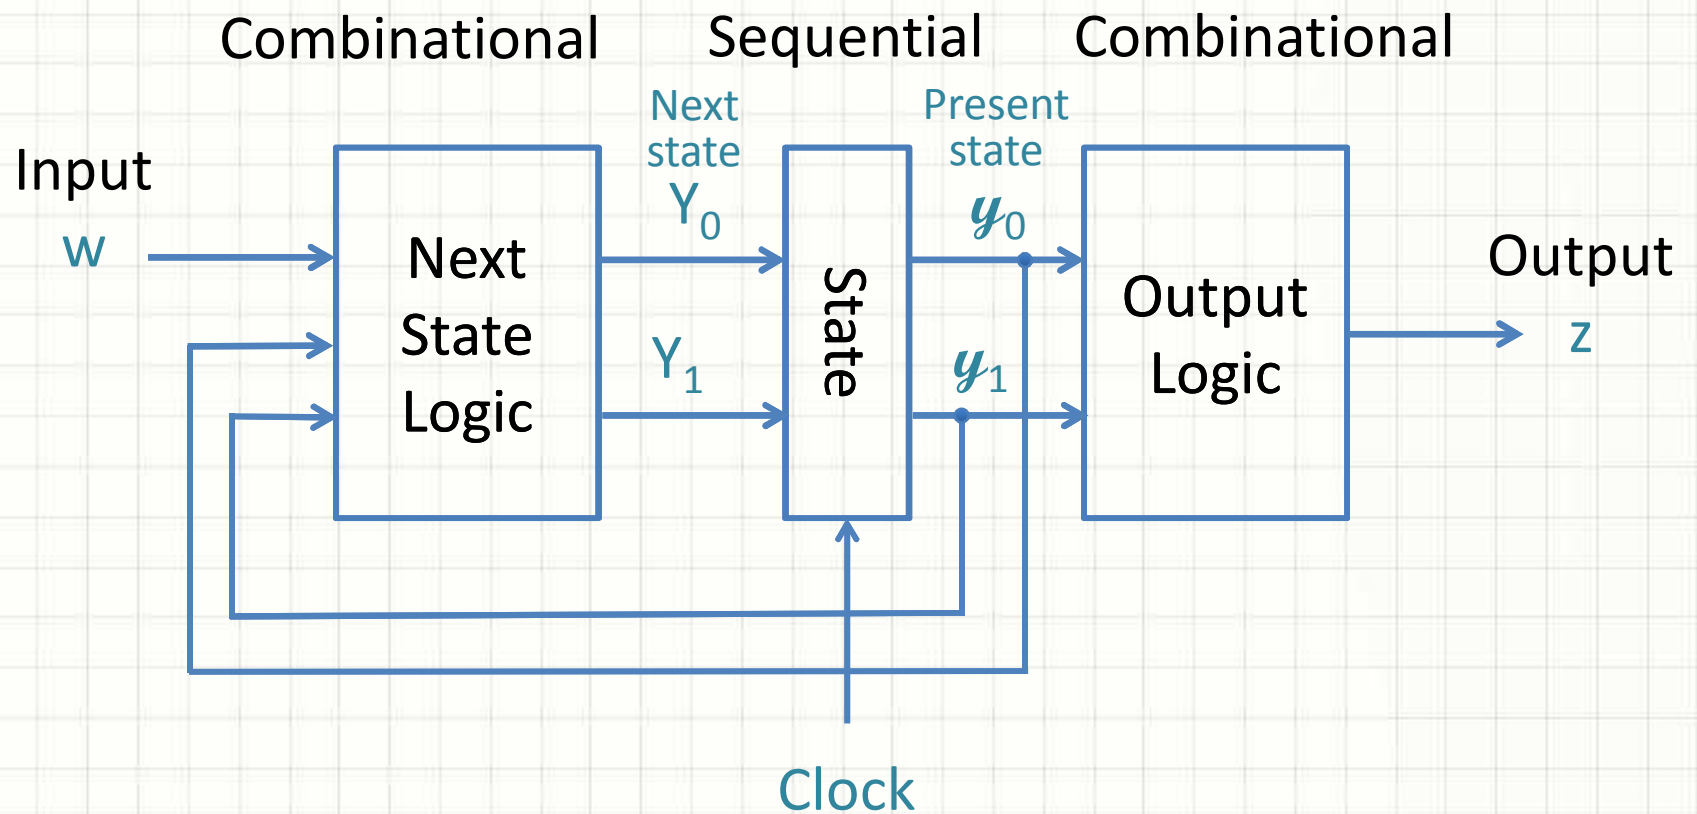 Combinational
Sequential
Combinational
Next
state
Y0
Present
state
y0
Input
w
Next
State
Logic
Y1
State
y1
Output
Logic
Output
z
Clock